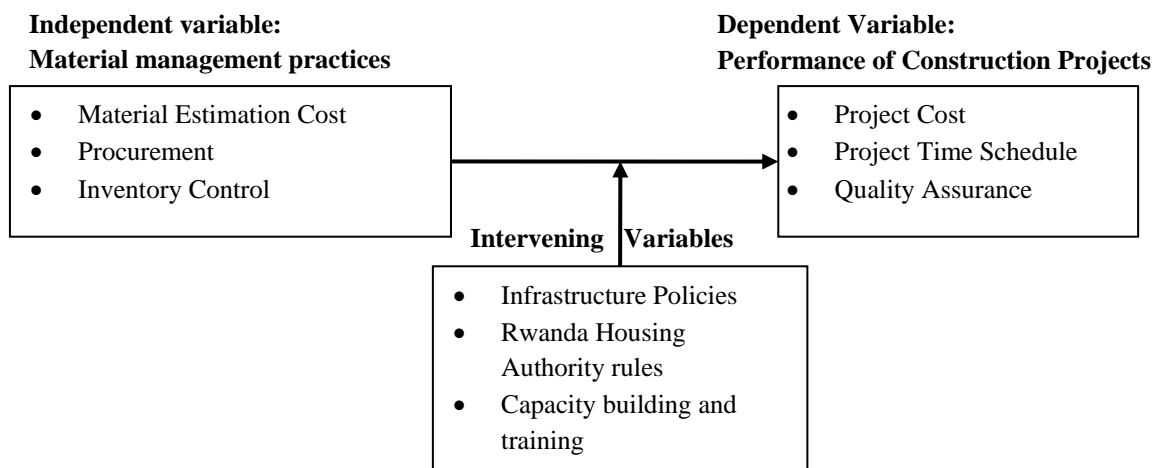 Independent variable:
Material management practices
• Material Estimation Cost
• Procurement
• Inventory Control
Dependent Variable:
Performance of Construction Projects
• Project Cost
• Project Time Schedule
• Quality Assurance
Intervening Variables
• Infrastructure Policies
• Rwanda Housing
Authority rules
• Capacity building and
training